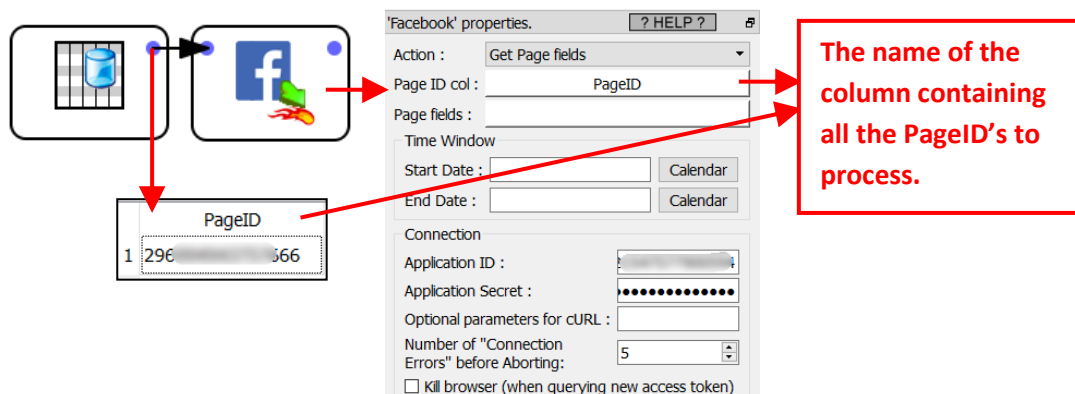 'Facebook' properties.
? HELP ?
Action :
Get Page fields
Page ID col :
PageID
Page fields :
Time Window
Start Date :
Calendar
End Date :
Calendar
Connection
Application ID :
Application Secret :
Optional parameters for cURL :
Number of "Connection
Errors" before Aborting:
5
Kill browser (when querying new access token)
The name of the
column containing
all the PageID's to
process.
PageID
1